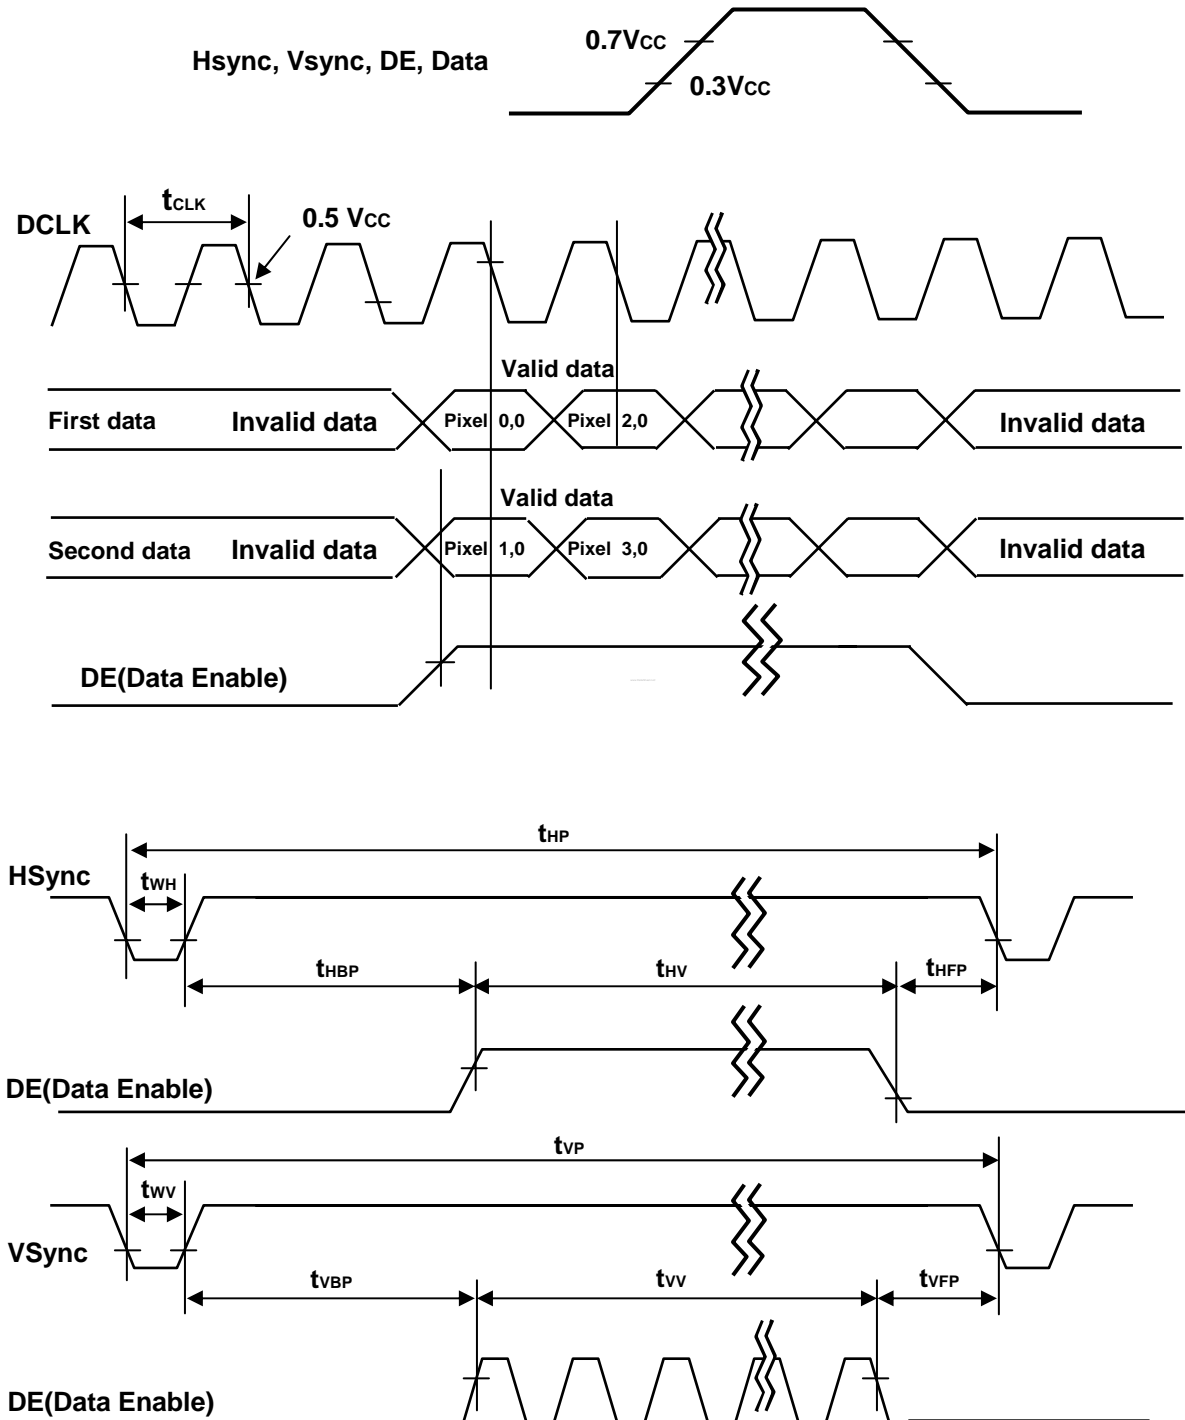 0.7VCC
Hsync, Vsync, DE, Data
0.3VCC
tCLK
DCLK
0.5 VCC
Valid data
First data Invalid data Pixel 0,0 Pixel 2,0 Invalid data
Valid data
Second data Invalid data Pixel 1,0 Pixel 3,0 Invalid data
DE(Data Enable)
tHP
HSync
tWH
tHBP tHV tHFP
DE(Data Enable)
tVP
tWV
VSync
tVBP tVV tVFP
DE(Data Enable)